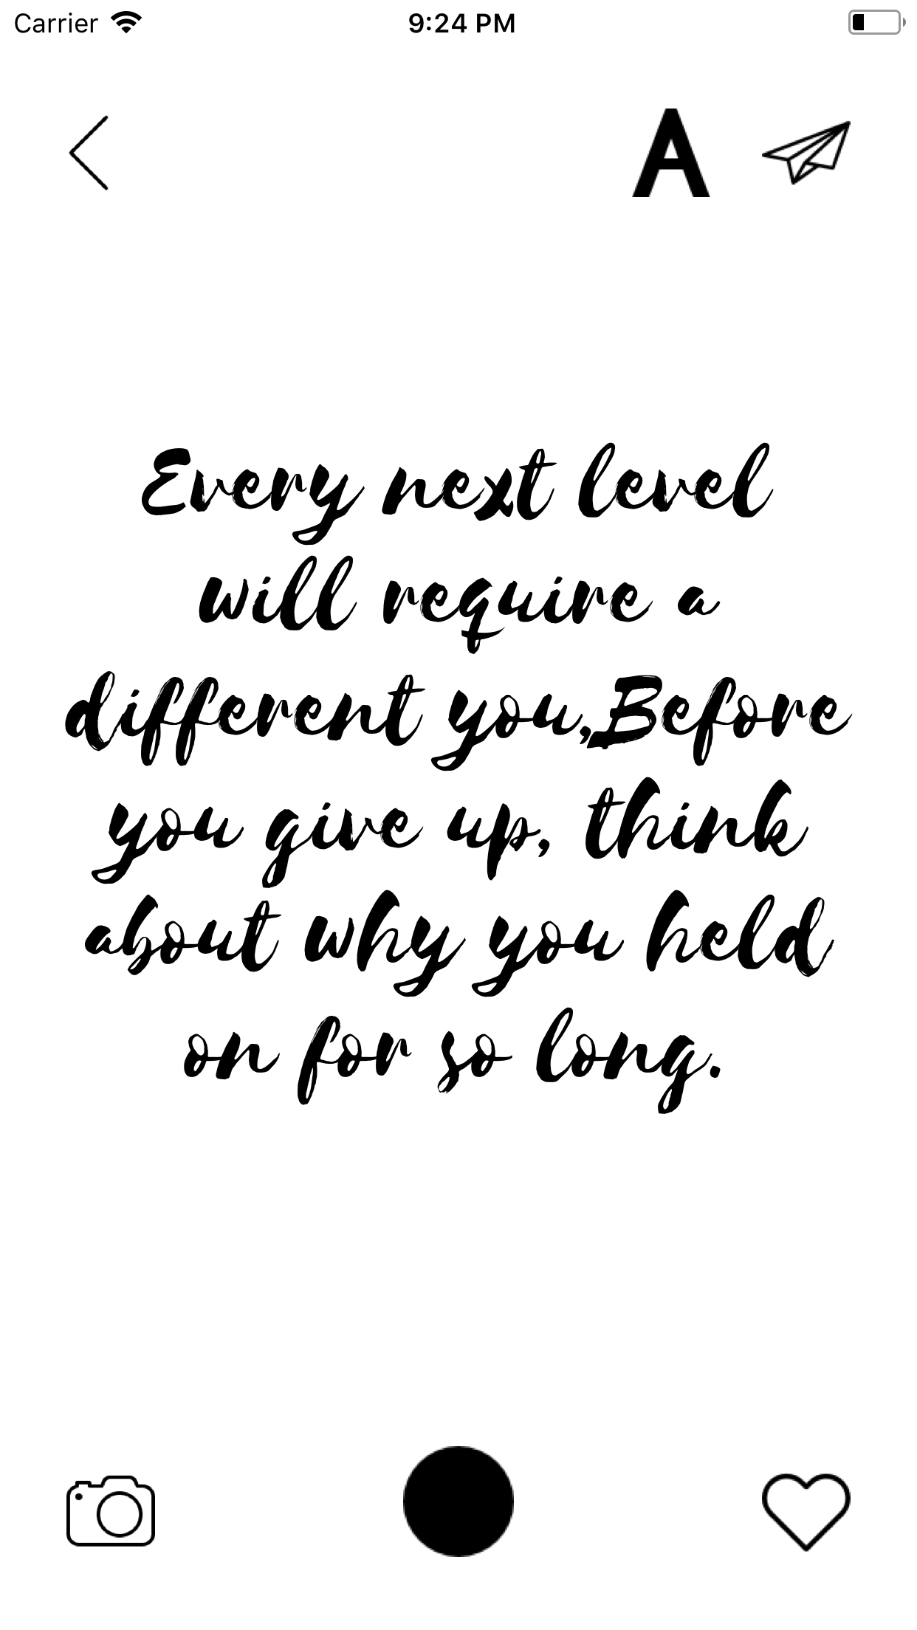 Carrier 9:24 PM
A
Every next level
will require a
different you,Before
you give up, think
about why you held
on for so long.